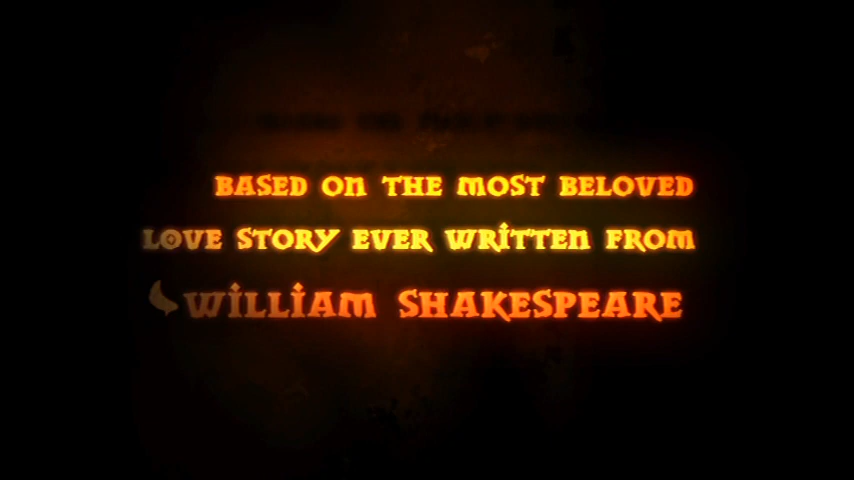 BASED ON THE MOST BELOVED
LOVE STORY EVER WRITTEN FROM
WILLIAM SHAKESPEARE